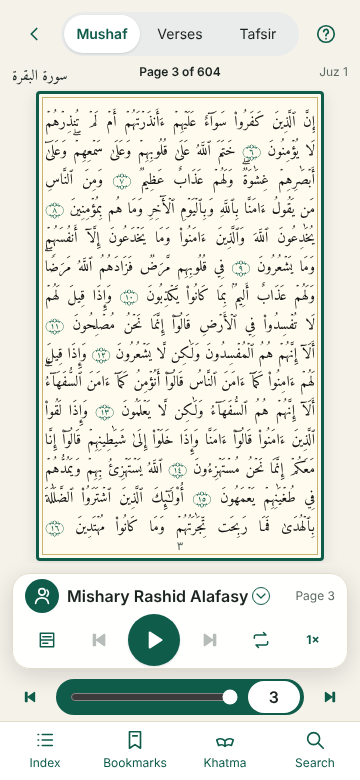 Mushaf Verses Tafsir
سورة البقرة Page 3 of 604 Juz 1
إِنَّ ٱلَّذِينَ كَفَرُوا۟ سَوَآءٌ عَلَيْهِمْ ءَأَنذَرْتَهُمْ أَمْ لَمْ تُنذِرْهُمْ
لَا يُؤْمِنُونَ ٦ خَتَمَ ٱللَّهُ عَلَىٰ قُلُوبِهِمْ وَعَلَىٰ سَمْعِهِمْ وَعَلَىٰٓ
أَبْصَٰرِهِمْ غِشَٰوَةٌ وَلَهُمْ عَذَابٌ عَظِيمٌ ٧ وَمِنَ ٱلنَّاسِ
مَن يَقُولُ ءَامَنَّا بِٱللَّهِ وَبِٱلْيَوْمِ ٱلْءَاخِرِ وَمَا هُم بِمُؤْمِنِينَ ٨
يُخَٰدِعُونَ ٱللَّهَ وَٱلَّذِينَ ءَامَنُوا۟ وَمَا يَخْدَعُونَ إِلَّآ أَنفُسَهُمْ
وَمَا يَشْعُرُونَ ٩ فِى قُلُوبِهِم مَّرَضٌ فَزَادَهُمُ ٱللَّهُ مَرَضًا
وَلَهُمْ عَذَابٌ أَلِيمٌۢ بِمَا كَانُوا۟ يَكْذِبُونَ ١٠ وَإِذَا قِيلَ لَهُمْ
لَا تُفْسِدُوا۟ فِى ٱلْأَرْضِ قَالُوٓا۟ إِنَّمَا نَحْنُ مُصْلِحُونَ ١١
أَلَآ إِنَّهُمْ هُمُ ٱلْمُفْسِدُونَ وَلَٰكِن لَّا يَشْعُرُونَ ١٢ وَإِذَا قِيلَ
لَهُمْ ءَامِنُوا۟ كَمَآ ءَامَنَ ٱلنَّاسُ قَالُوٓا۟ أَنُؤْمِنُ كَمَآ ءَامَنَ ٱلسُّفَهَآءُ
أَلَآ إِنَّهُمْ هُمُ ٱلسُّفَهَآءُ وَلَٰكِن لَّا يَعْلَمُونَ ١٣ وَإِذَا لَقُوا۟
ٱلَّذِينَ ءَامَنُوا۟ قَالُوٓا۟ ءَامَنَّا وَإِذَا خَلَوْا۟ إِلَىٰ شَيَٰطِينِهِمْ قَالُوٓا۟ إِنَّا
مَعَكُمْ إِنَّمَا نَحْنُ مُسْتَهْزِءُونَ ١٤ ٱللَّهُ يَسْتَهْزِئُ بِهِمْ وَيَمُدُّهُمْ
فِى طُغْيَٰنِهِمْ يَعْمَهُونَ ١٥ أُو۟لَٰٓئِكَ ٱلَّذِينَ ٱشْتَرَوُا۟ ٱلضَّلَٰلَةَ
بِٱلْهُدَىٰ فَمَا رَبِحَت تِّجَٰرَتُهُمْ وَمَا كَانُوا۟ مُهْتَدِينَ ١٦
٣
Mishary Rashid Alafasy Page 3
1×
3
Index Bookmarks Khatma Search